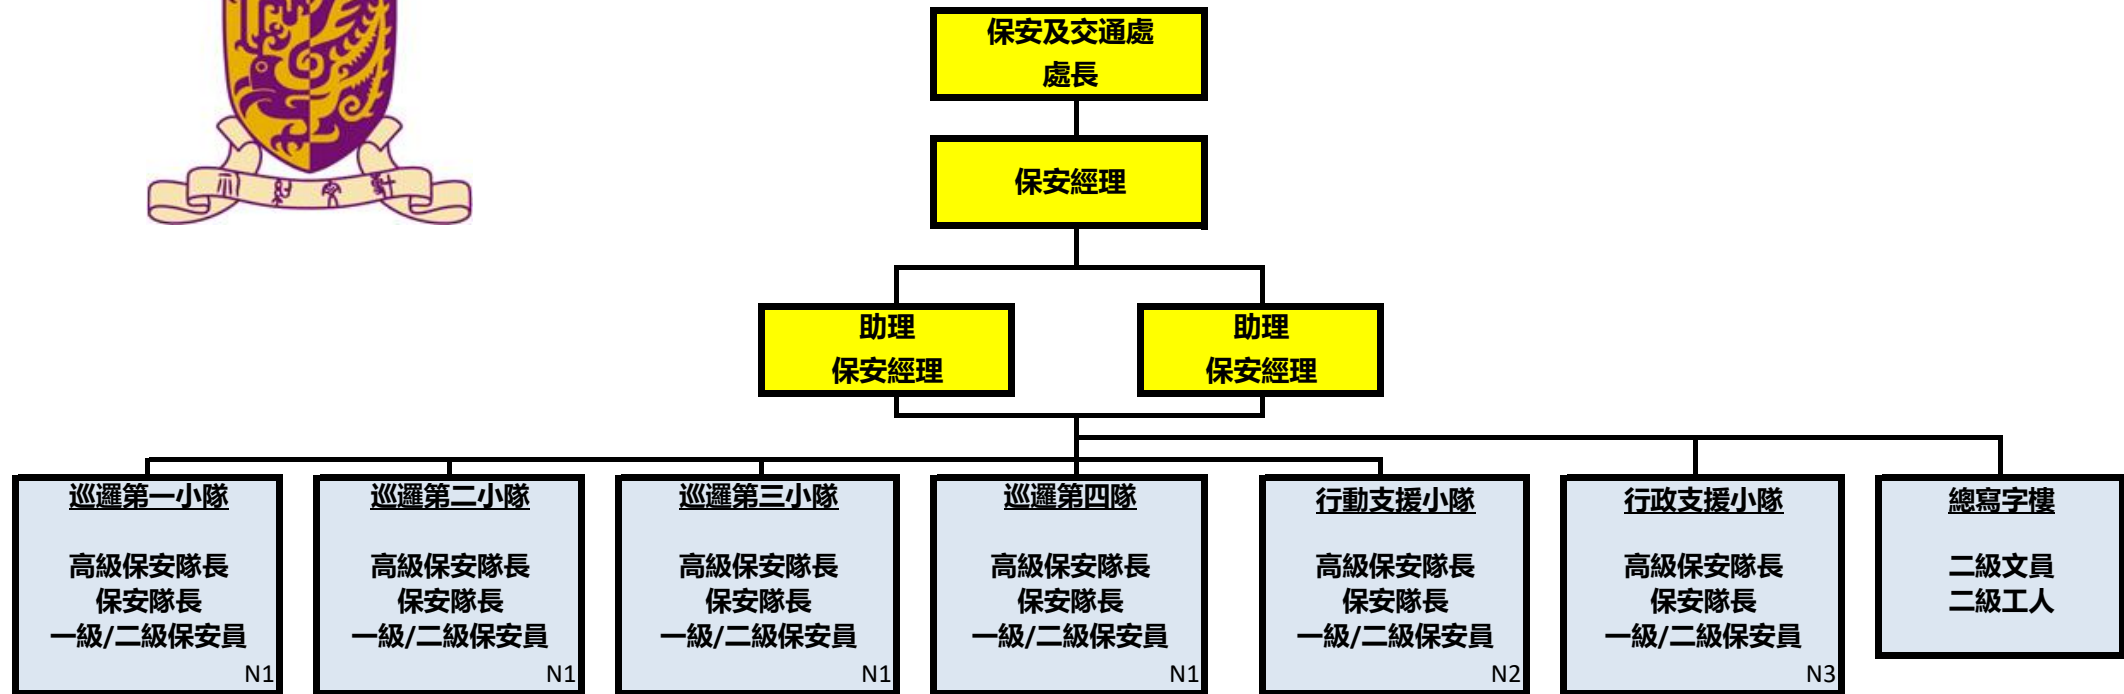 保安及交通處
處長
保安經理
助理
保安經理
助理
保安經理
巡邏第一小隊
高級保安隊長
保安隊長
一級/二級保安員
N1
巡邏第二小隊
高級保安隊長
保安隊長
一級/二級保安員
N1
巡邏第三小隊
高級保安隊長
保安隊長
一級/二級保安員
N1
巡邏第四隊
高級保安隊長
保安隊長
一級/二級保安員
N1
行動支援小隊
高級保安隊長
保安隊長
一級/二級保安員
N2
行政支援小隊
高級保安隊長
保安隊長
一級/二級保安員
N3
總寫字樓
二級文員
二級工人